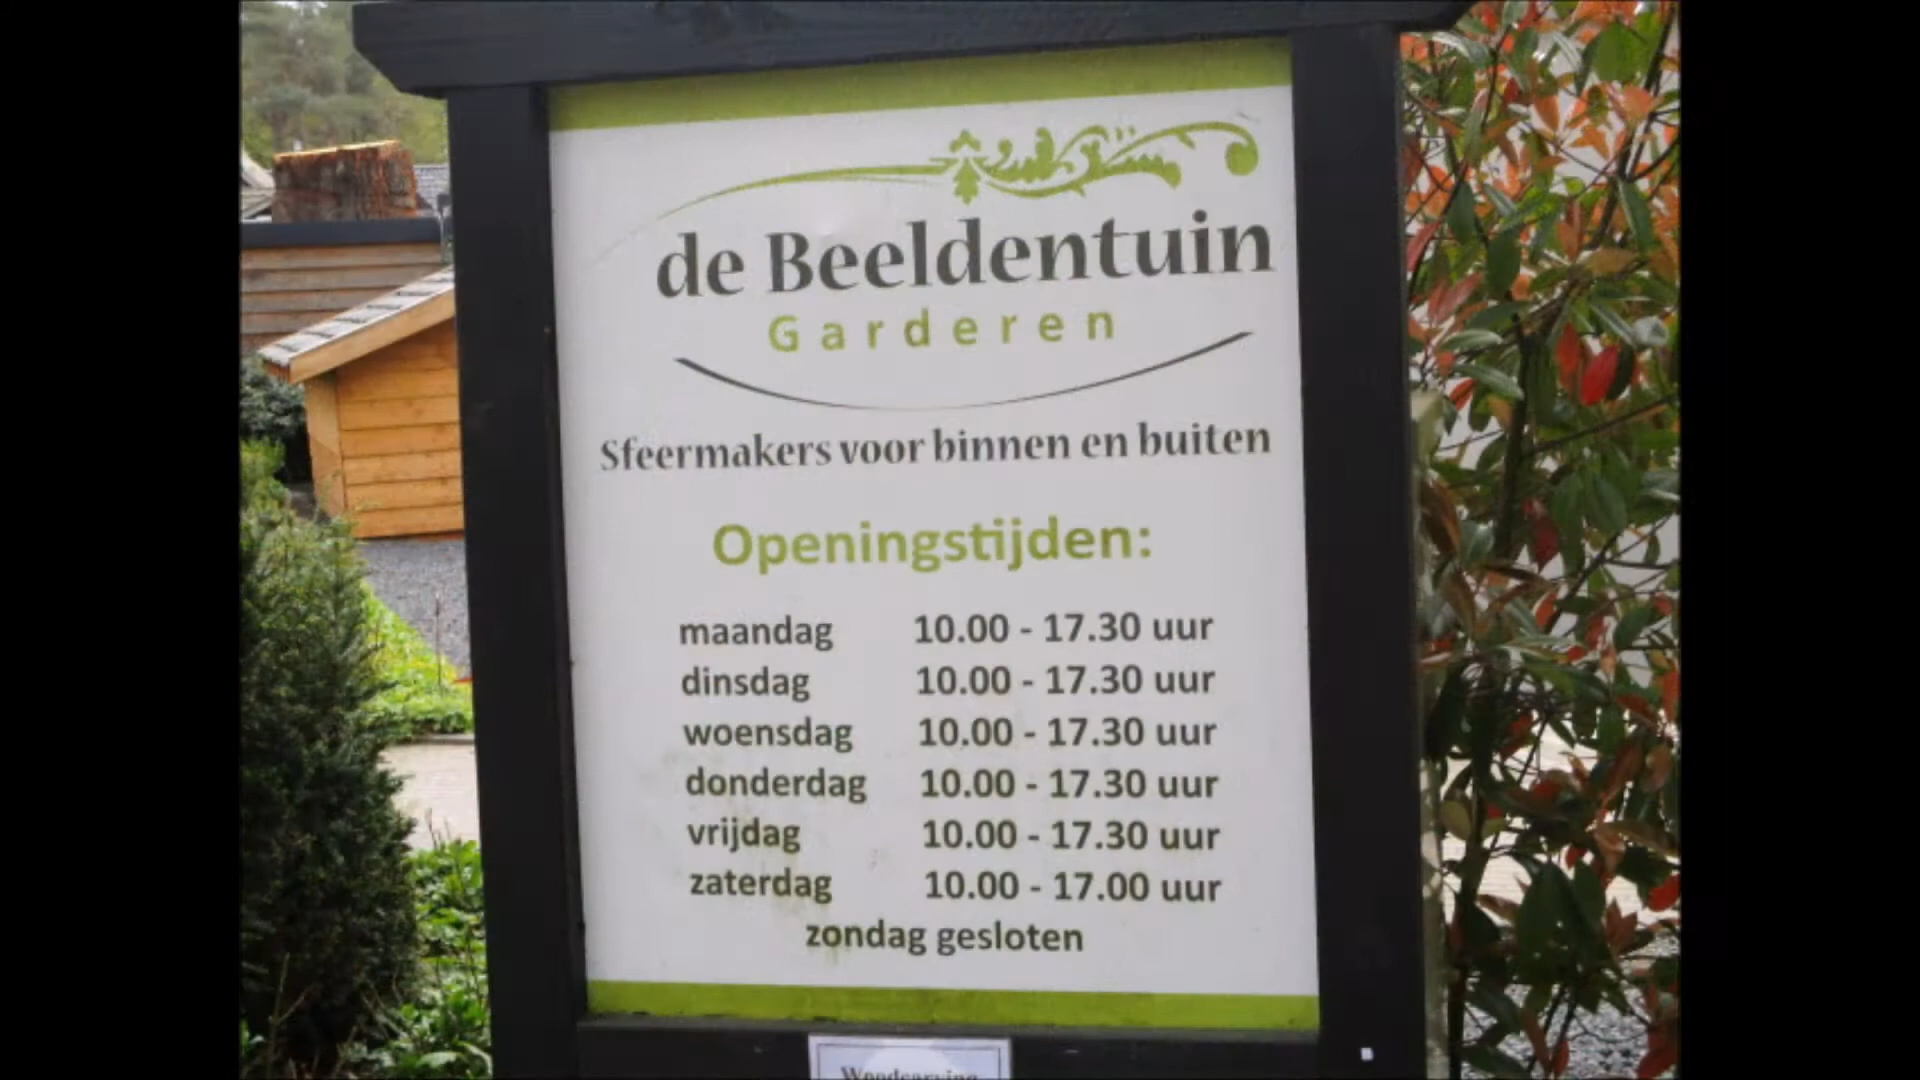 de Beeldentuin
Garderen
Sfeermakers voor binnen en buiten
Openingstijden:
maandag 10.00 - 17.30 uur
dinsdag 10.00 - 17.30 uur
woensdag 10.00 - 17.30 uur
donderdag 10.00 - 17.30 uur
vrijdag 10.00 - 17.30 uur
zaterdag 10.00 - 17.00 uur
zondag gesloten
Woodcarving